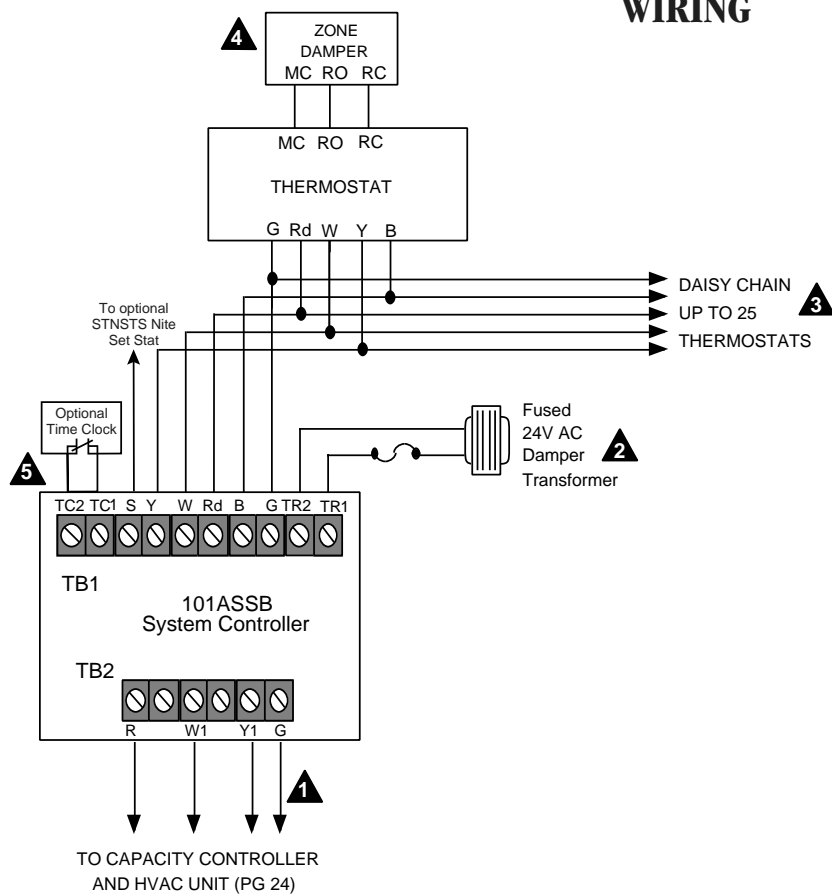 WIRING
4
ZONE
DAMPER
MC RO RC
MC RO RC
THERMOSTAT
G Rd W Y B
DAISY CHAIN
UP TO 25
THERMOSTATS
3
To optional
STNSTS Nite
Set Stat
Optional
Time Clock
Fused
24V AC
Damper
Transformer
2
5
TC2 TC1 S Y W Rd B G TR2 TR1
TB1
101ASSB
System Controller
TB2
R W1 Y1 G
1
TO CAPACITY CONTROLLER
AND HVAC UNIT (PG 24)